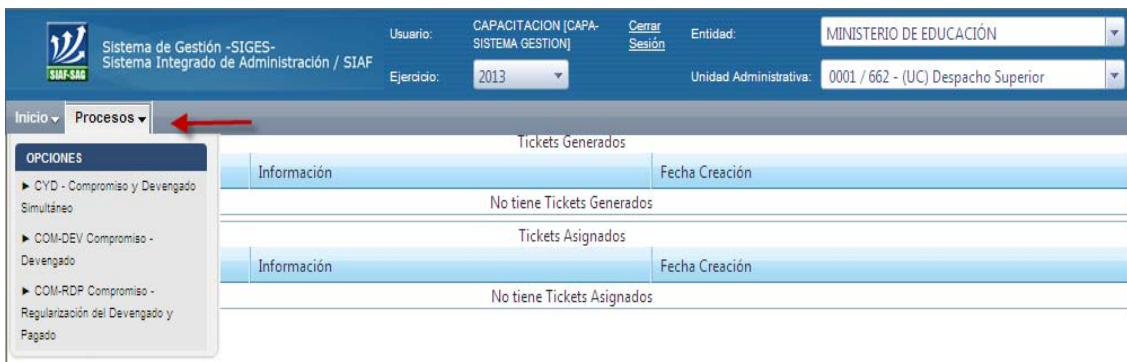 SIAF-SAG
Sistema de Gestión -SIGES-
Sistema Integrado de Administración / SIAF
Usuario:
CAPACITACION [CAPA-
SISTEMA GESTION]
Cerrar
Sesión
Entidad:
MINISTERIO DE EDUCACIÓN
Ejercicio:
2013
Unidad Administrativa:
0001 / 662 - (UC) Despacho Superior
Inicio
Procesos
OPCIONES
CYD - Compromiso y Devengado
Simultáneo
COM-DEV Compromiso -
Devengado
COM-RDP Compromiso -
Regularización del Devengado y
Pagado
Tickets Generados
Información
Fecha Creación
No tiene Tickets Generados
Tickets Asignados
Información
Fecha Creación
No tiene Tickets Asignados